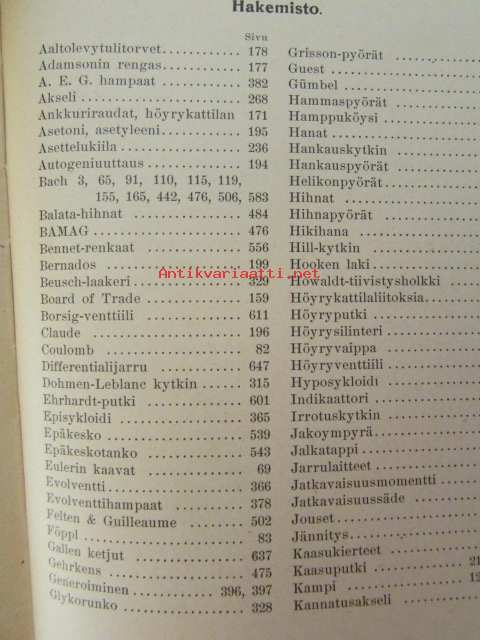 Hakemisto.
Sivu
Aaltolevytulitorvet ............ 178
Adamsonin rengas ............ 177
A. E. G. hampaat ............ 382
Akseli ............ 268
Ankkuriraudat, höyrykattilan 171
Asetoni, asetyleeni ............ 195
Asettelukiila ............ 236
Autogeniuuttaus ............ 194
Bach 3, 65, 91, 110, 115, 119,
155, 165, 442, 476, 506, 583
Balata-hihnat ............ 484
BAMAG ............ 476
Bennet-renkaat ............ 556
Bernados ............ 199
Beusch-laakeri ............ 329
Board of Trade ............ 159
Borsig-venttiili ............ 611
Claude ............ 196
Coulomb ............ 82
Differentialijarru ............ 647
Dohmen-Leblanc kytkin ...... 315
Ehrhardt-putki ............ 601
Episykloidi ............ 365
Epäkesko ............ 539
Epäkeskotanko ............ 543
Eulerin kaavat ............ 69
Evolventti ............ 366
Evolventtihampaat ............ 378
Felten & Guilleaume ......... 502
Föppl ............ 83
Gallen ketjut ............ 637
Gehrkens ............ 475
Generoiminen ......... 396, 397
Glykorunko ............ 328
Grisson-pyörät ............
Guest ............
Gümbel ............
Hammaspyörät ............
Hamppuköysi ............
Hanat ............
Hankauskytkin ............
Hankauspyörät ............
Helikonpyörät ............
Hihnat ............
Hihnapyörät ............
Hikihana ............
Hill-kytkin ............
Hooken laki ............
Howaldt-tiivistysholkki ......
Höyrykattilaliitoksia ............
Höyryputki ............
Höyrysilinteri ............
Höyryvaippa ............
Höyryventtiili ............
Hyposykloidi ............
Indikaattori ............
Irrotuskytkin ............
Jakoympyrä ............
Jalkatappi ............
Jarrulaitteet ............
Jatkavaisuusmomentti ......
Jatkavaisuussäde ............
Jouset ............
Jännitys ............
Kaasukierteet ............
Kaasuputki ............ 21
Kampi ............ 12
Kannatusakseli ............
Antikvariaatti.net